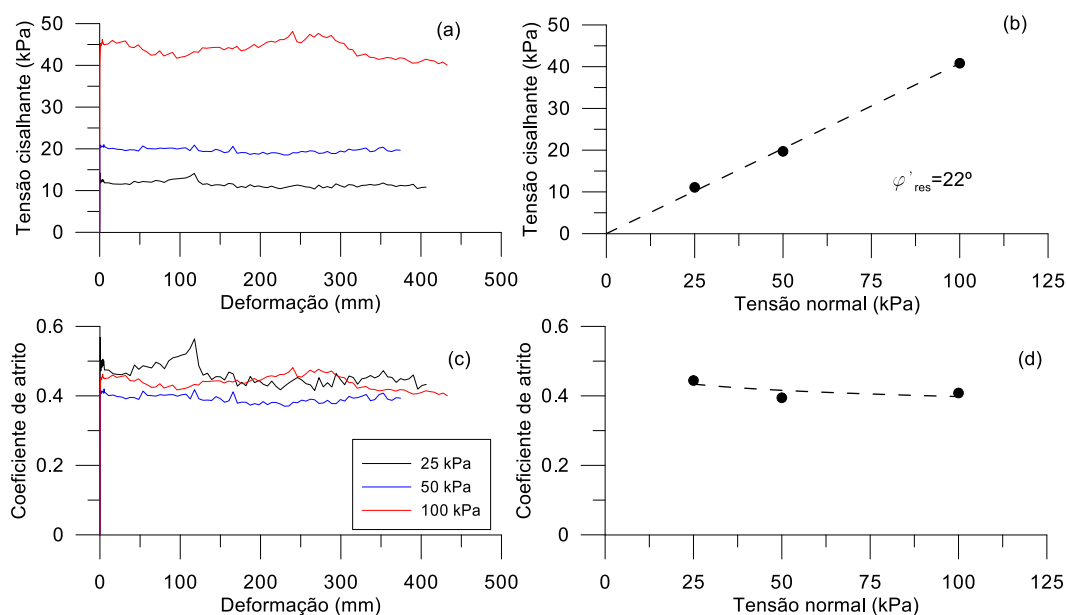 (a)
Tensão cisalhante (kPa)
50
40
30
20
10
0
0 100 200 300 400 500
Deformação (mm)
(b)
Tensão cisalhante (kPa)
50
40
30
20
10
0
φ'res=22º
0 25 50 75 100 125
Tensão normal (kPa)
(c)
Coeficiente de atrito
0.6
0.4
0.2
0
25 kPa
50 kPa
100 kPa
0 100 200 300 400 500
Deformação (mm)
(d)
Coeficiente de atrito
0.6
0.4
0.2
0
0 25 50 75 100 125
Tensão normal (kPa)